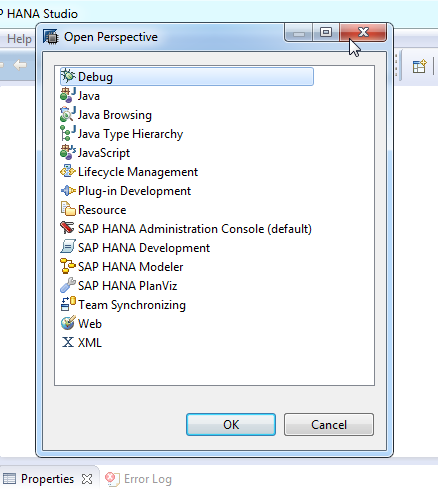 P HANA Studio
Help
Open Perspective
Debug
Java
Java Browsing
Java Type Hierarchy
JavaScript
Lifecycle Management
Plug-in Development
Resource
SAP HANA Administration Console (default)
SAP HANA Development
SAP HANA Modeler
SAP HANA PlanViz
Team Synchronizing
Web
X XML
OK Cancel
Properties Error Log